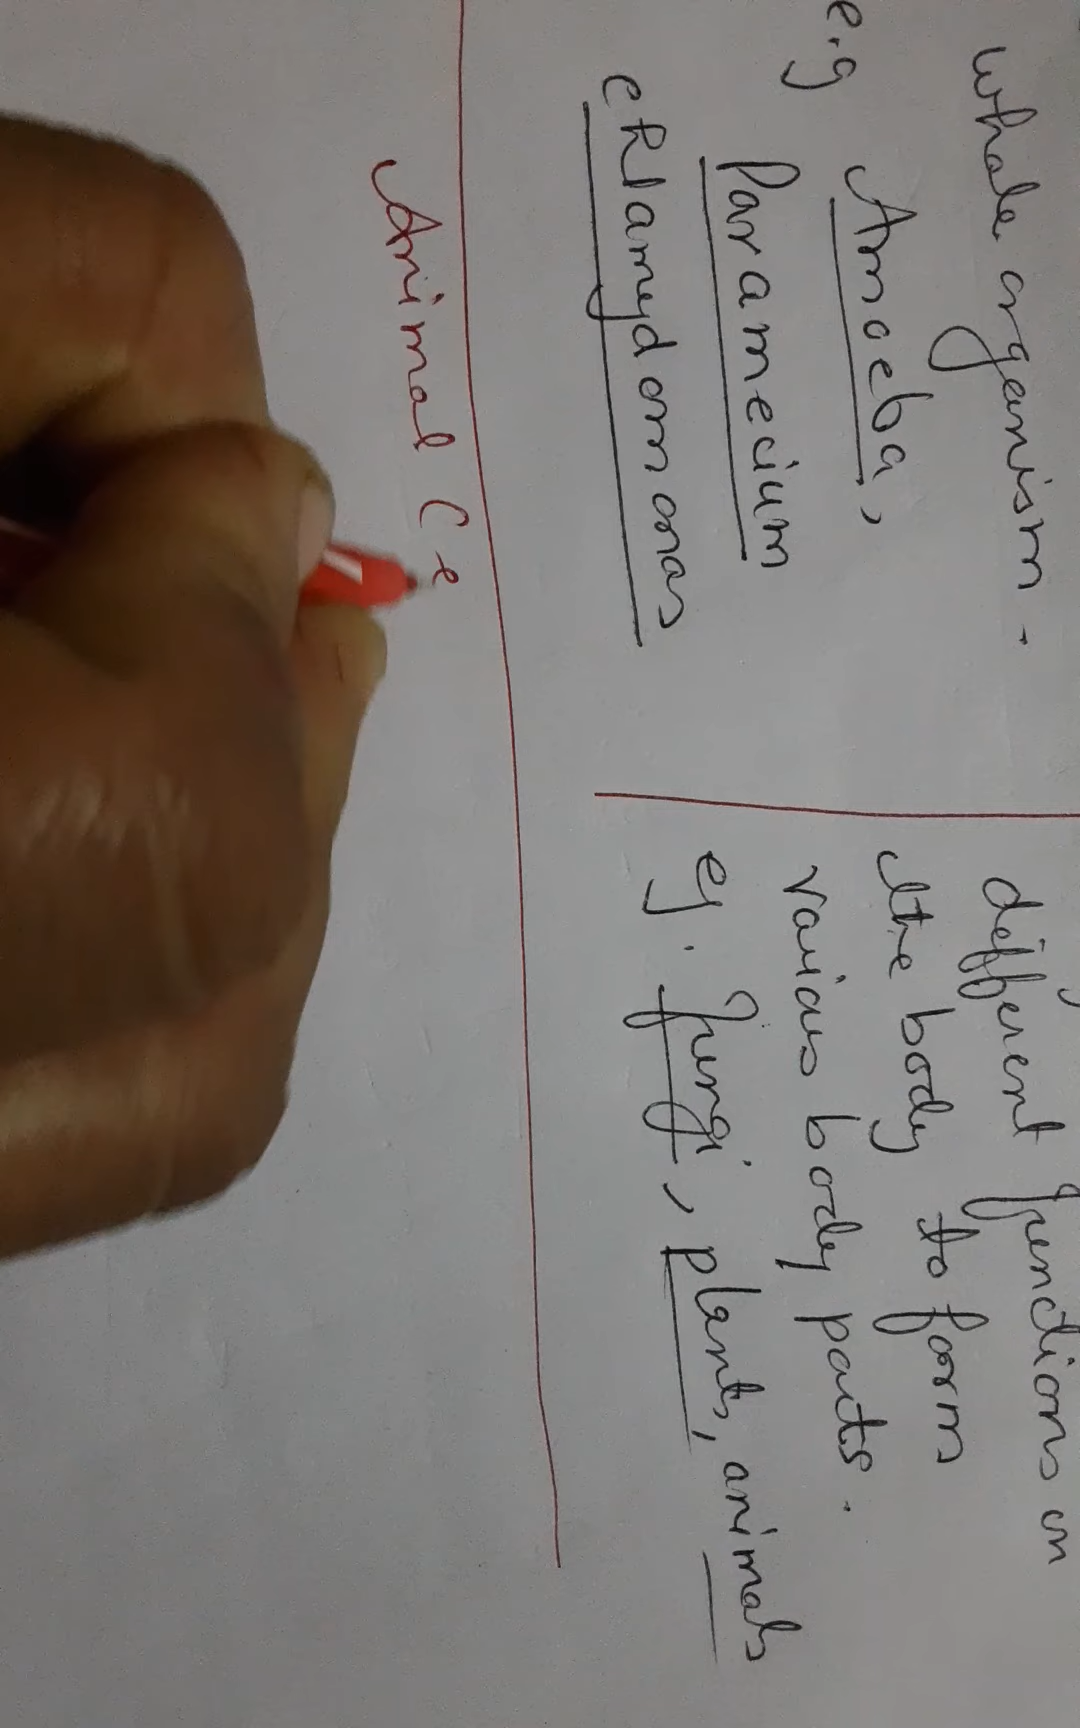 whole organism.
e.g Amoeba,
Paramecium
chlamydomonas
different functions in
the body to form
various body parts.
eg. fungi, plants, animals
Animal Ce